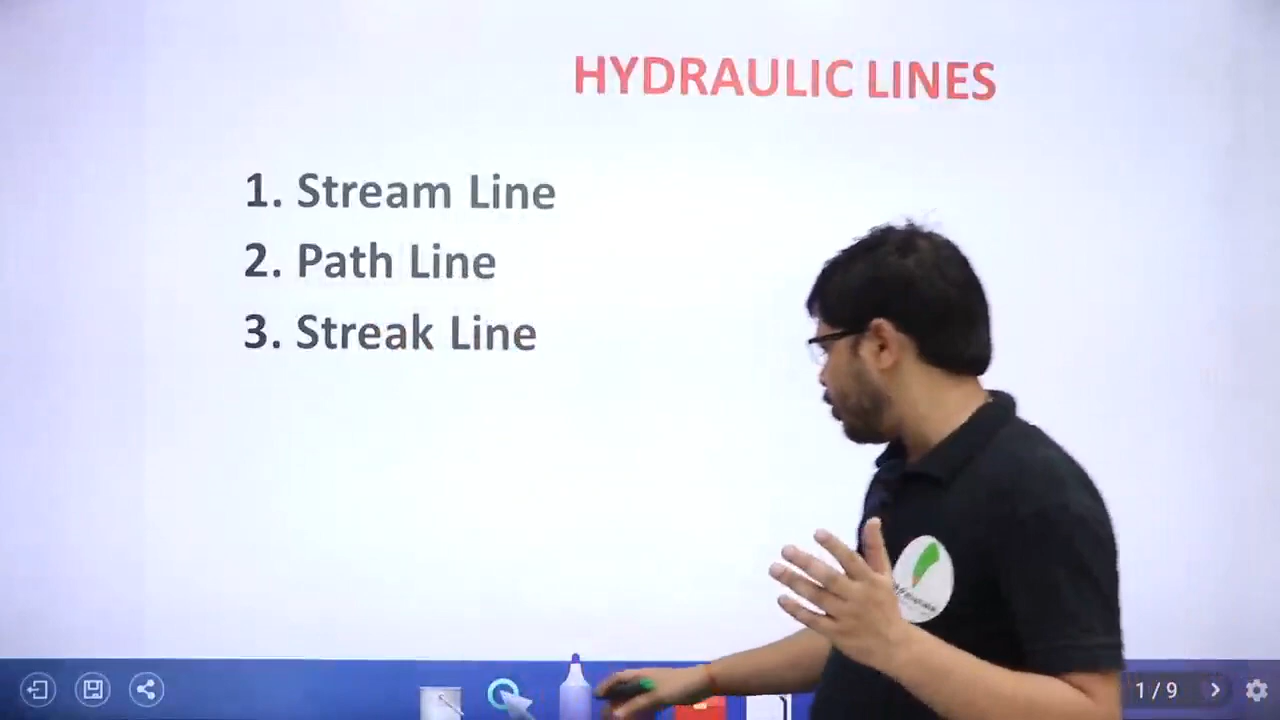 HYDRAULIC LINES
1. Stream Line
2. Path Line
3. Streak Line
1 / 9